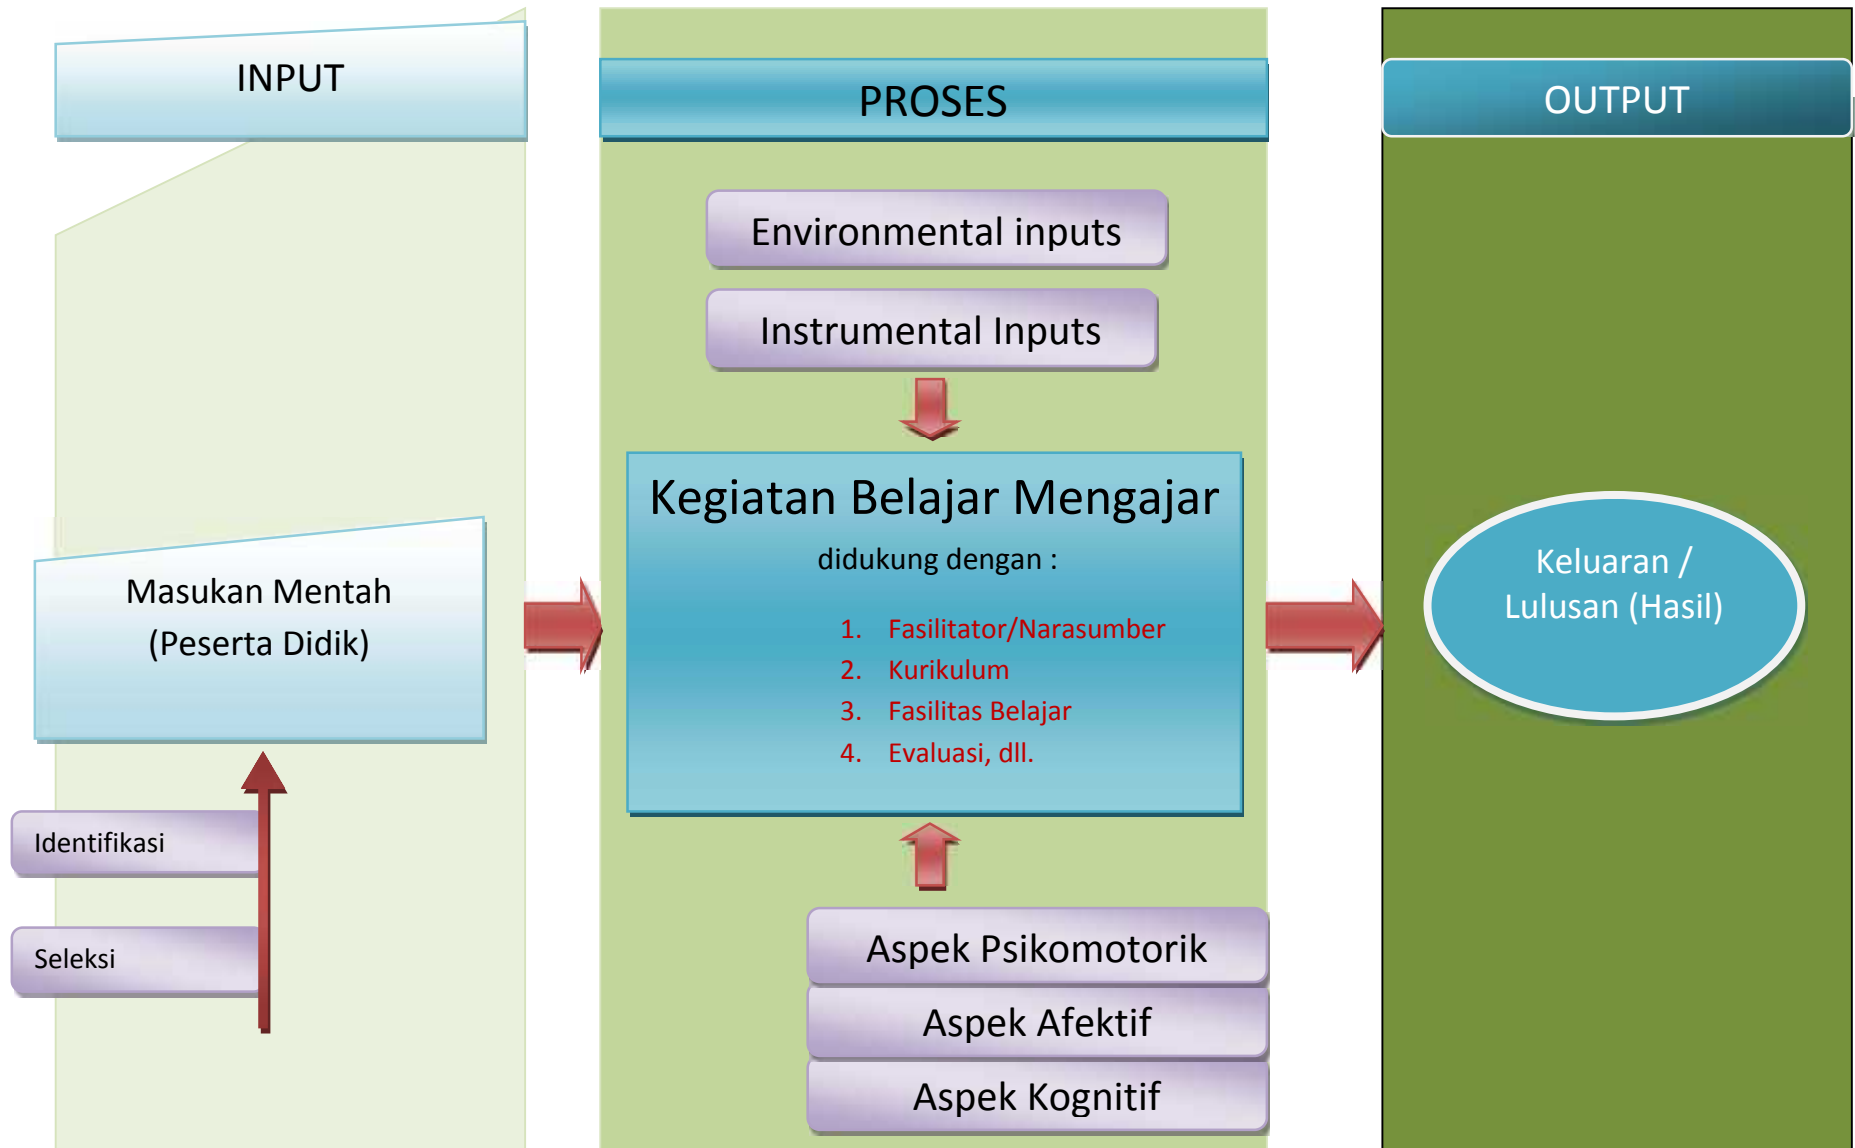 INPUT
PROSES
OUTPUT
Environmental inputs
Instrumental Inputs
Masukan Mentah
(Peserta Didik)
Identifikasi
Seleksi
Kegiatan Belajar Mengajar
didukung dengan :
1. Fasilitator/Narasumber
2. Kurikulum
3. Fasilitas Belajar
4. Evaluasi, dll.
Aspek Psikomotorik
Aspek Afektif
Aspek Kognitif
Keluaran /
Lulusan (Hasil)